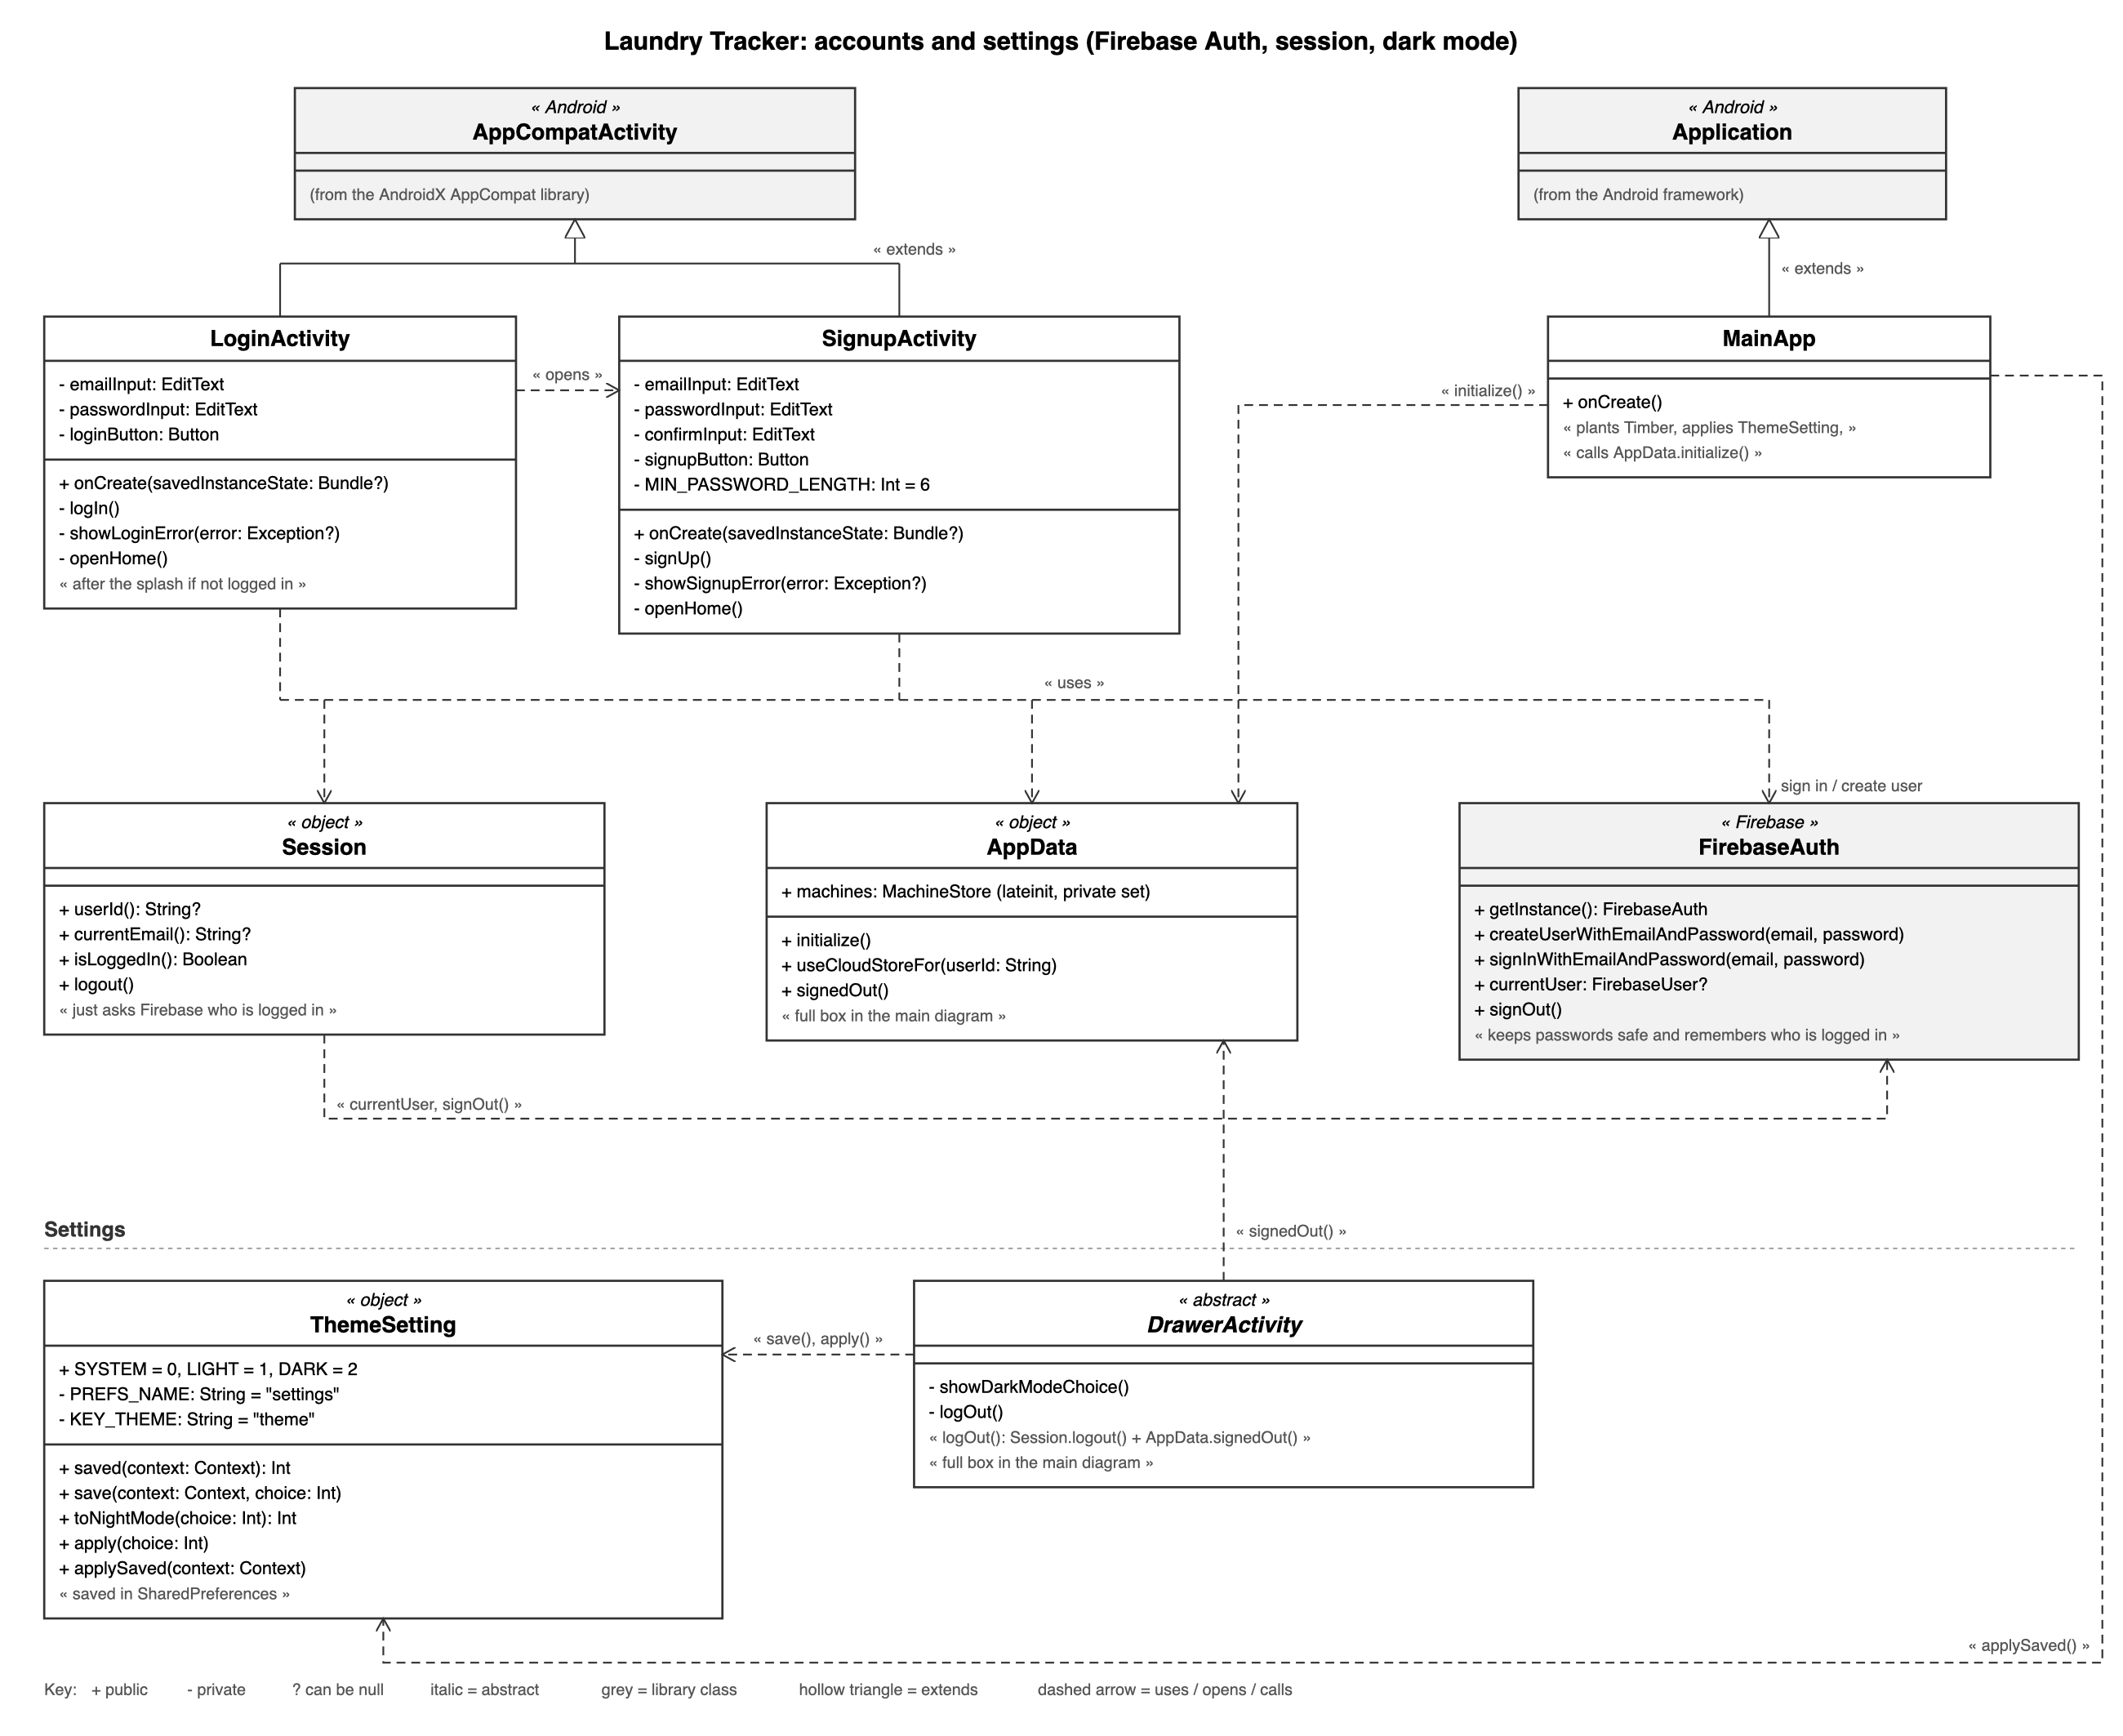 Laundry Tracker: accounts and settings (Firebase Auth, session, dark mode)
« Android »
AppCompatActivity
(from the AndroidX AppCompat library)
« Android »
Application
(from the Android framework)
« extends »
« extends »
LoginActivity
- emailInput: EditText
- passwordInput: EditText
- loginButton: Button
+ onCreate(savedInstanceState: Bundle?)
- logIn()
- showLoginError(error: Exception?)
- openHome()
« after the splash if not logged in »
« opens »
SignupActivity
- emailInput: EditText
- passwordInput: EditText
- confirmInput: EditText
- signupButton: Button
- MIN_PASSWORD_LENGTH: Int = 6
+ onCreate(savedInstanceState: Bundle?)
- signUp()
- showSignupError(error: Exception?)
- openHome()
« initialize() »
MainApp
+ onCreate()
« plants Timber, applies ThemeSetting, »
« calls AppData.initialize() »
« uses »
sign in / create user
« object »
Session
+ userId(): String?
+ currentEmail(): String?
+ isLoggedIn(): Boolean
+ logout()
« just asks Firebase who is logged in »
« object »
AppData
+ machines: MachineStore (lateinit, private set)
+ initialize()
+ useCloudStoreFor(userId: String)
+ signedOut()
« full box in the main diagram »
« Firebase »
FirebaseAuth
+ getInstance(): FirebaseAuth
+ createUserWithEmailAndPassword(email, password)
+ signInWithEmailAndPassword(email, password)
+ currentUser: FirebaseUser?
+ signOut()
« keeps passwords safe and remembers who is logged in »
« currentUser, signOut() »
Settings
« signedOut() »
« object »
ThemeSetting
+ SYSTEM = 0, LIGHT = 1, DARK = 2
- PREFS_NAME: String = "settings"
- KEY_THEME: String = "theme"
+ saved(context: Context): Int
+ save(context: Context, choice: Int)
+ toNightMode(choice: Int): Int
+ apply(choice: Int)
+ applySaved(context: Context)
« saved in SharedPreferences »
« save(), apply() »
« abstract »
DrawerActivity
- showDarkModeChoice()
- logOut()
« logOut(): Session.logout() + AppData.signedOut() »
« full box in the main diagram »
« applySaved() »
Key: + public - private ? can be null italic = abstract grey = library class hollow triangle = extends dashed arrow = uses / opens / calls